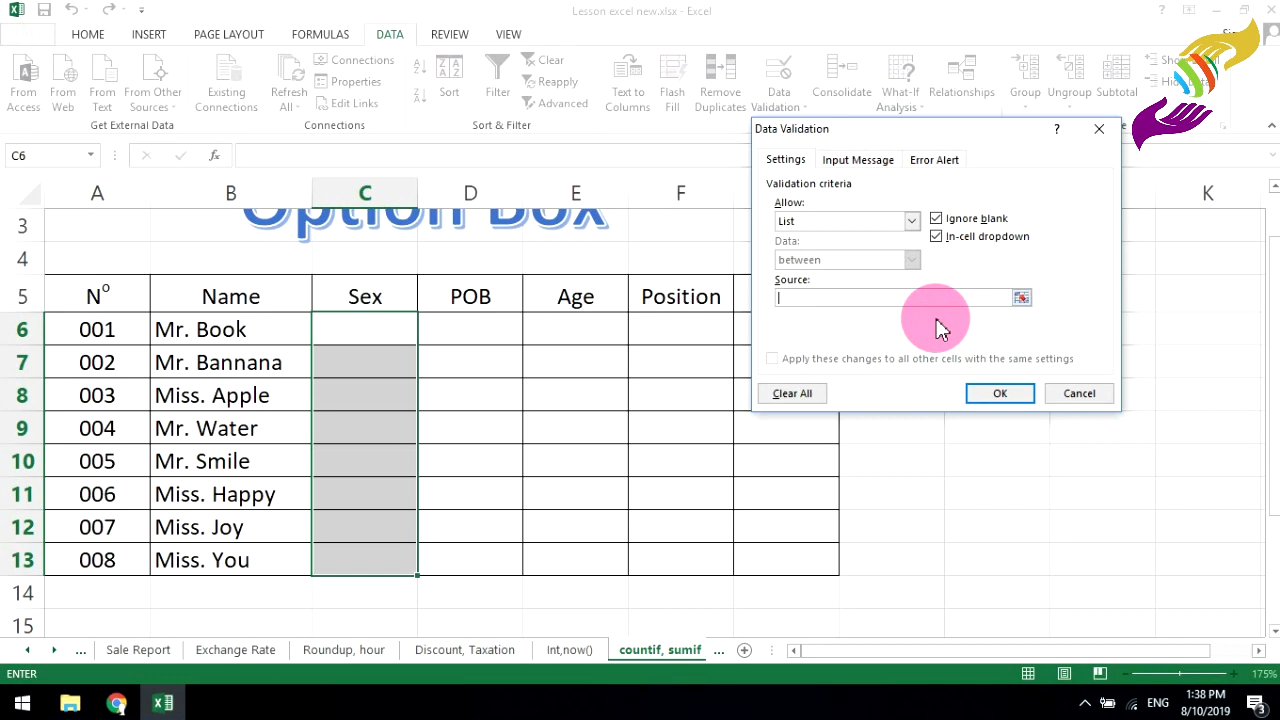 Lesson excel new.xlsx - Excel
HOME INSERT PAGE LAYOUT FORMULAS DATA REVIEW VIEW
From Access
From Web
From Text
From Other Sources
Existing Connections
Refresh All
Connections
Properties
Edit Links
Sort
Filter
Clear
Reapply
Advanced
Text to Columns
Flash Fill
Remove Duplicates
Data Validation
Consolidate
What-If Analysis
Relationships
Group
Ungroup
Subtotal
Get External Data
Connections
Sort & Filter
C6
fx
Data Validation
?
Settings Input Message Error Alert
Validation criteria
Allow:
List
Ignore blank
Data:
In-cell dropdown
between
Source:
Apply these changes to all other cells with the same settings
Clear All OK Cancel
A B C D E F K
3 Option Box
4
5 Nº Name Sex POB Age Position
6 001 Mr. Book
7 002 Mr. Bannana
8 003 Miss. Apple
9 004 Mr. Water
10 005 Mr. Smile
11 006 Miss. Happy
12 007 Miss. Joy
13 008 Miss. You
14
15
... Sale Report Exchange Rate Roundup, hour Discount, Taxation Int,now() countif, sumif ...
ENTER
175%
ENG
1:38 PM
8/10/2019
3